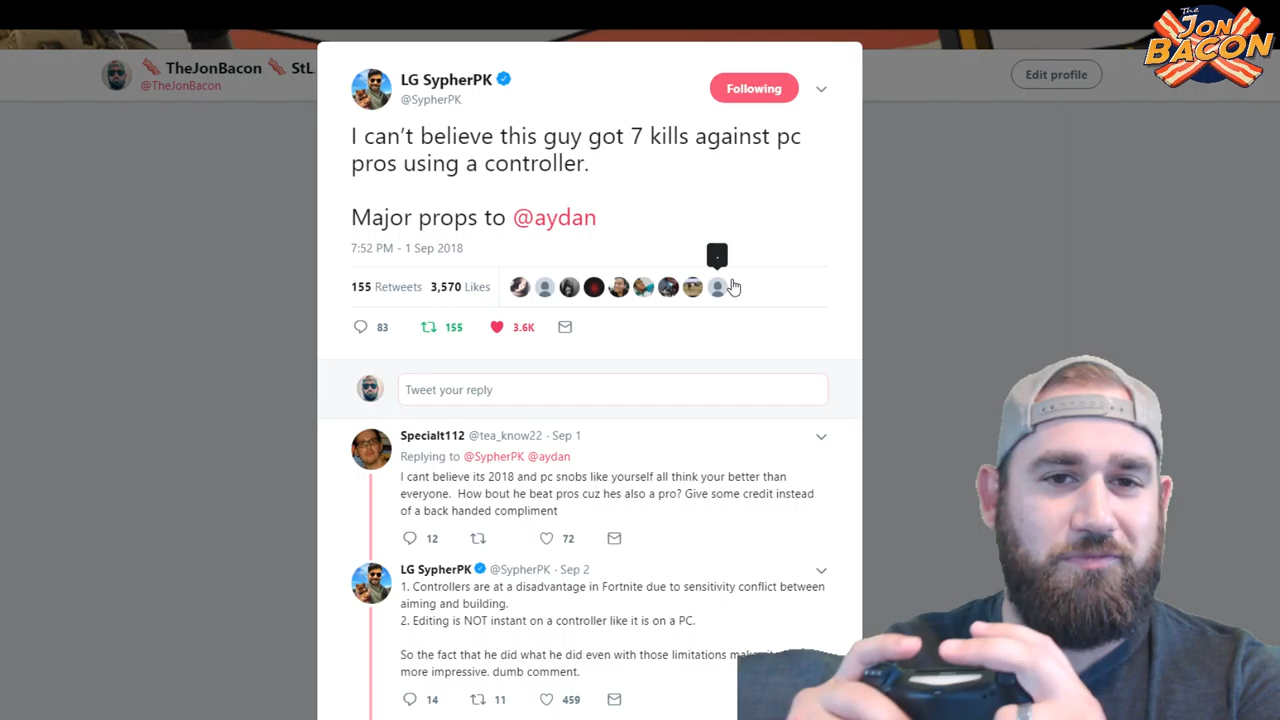 The
JON
BACON
TheJonBacon StL
@TheJonBacon
Edit profile
LG SypherPK
@SypherPK
Following
I can’t believe this guy got 7 kills against pc
pros using a controller.
Major props to @aydan
7:52 PM - 1 Sep 2018
155 Retweets 3,570 Likes
.
83 155 3.6K
Tweet your reply
Specialt112 @tea_know22 · Sep 1
Replying to @SypherPK @aydan
I cant believe its 2018 and pc snobs like yourself all think your better than
everyone. How bout he beat pros cuz hes also a pro? Give some credit instead
of a back handed compliment
12 72
LG SypherPK @SypherPK · Sep 2
1. Controllers are at a disadvantage in Fortnite due to sensitivity conflict between
aiming and building.
2. Editing is NOT instant on a controller like it is on a PC.
So the fact that he did what he did even with those limitations
more impressive. dumb comment.
14 11 459